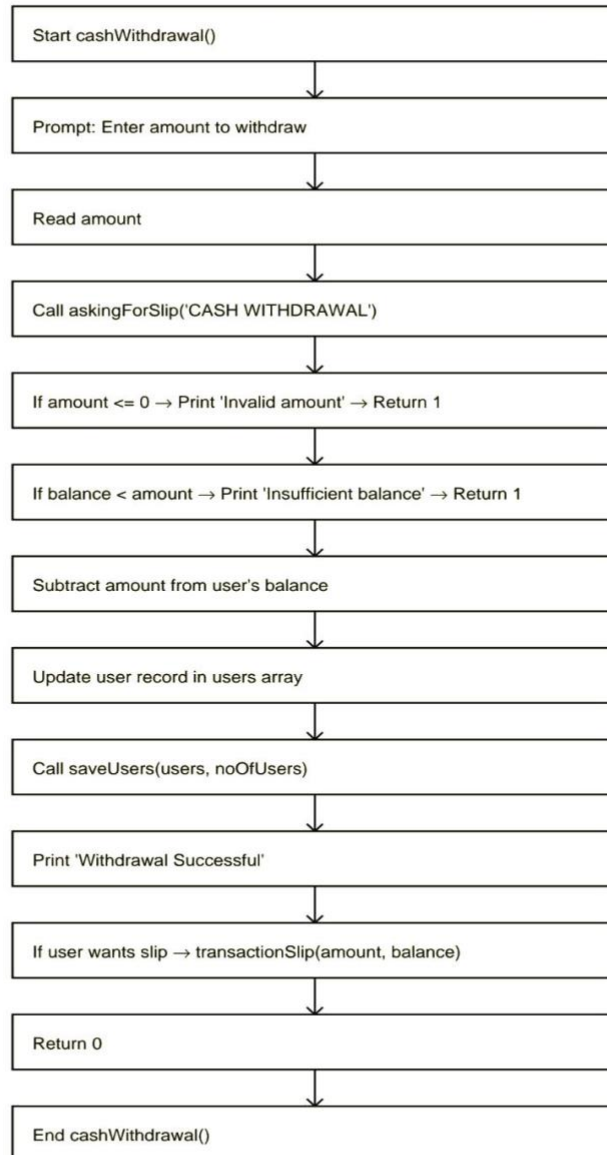 Start cashWithdrawal()
Prompt: Enter amount to withdraw
Read amount
Call askingForSlip('CASH WITHDRAWAL')
If amount <= 0 → Print 'Invalid amount' → Return 1
If balance < amount → Print 'Insufficient balance' → Return 1
Subtract amount from user's balance
Update user record in users array
Call saveUsers(users, noOfUsers)
Print 'Withdrawal Successful'
If user wants slip → transactionSlip(amount, balance)
Return 0
End cashWithdrawal()